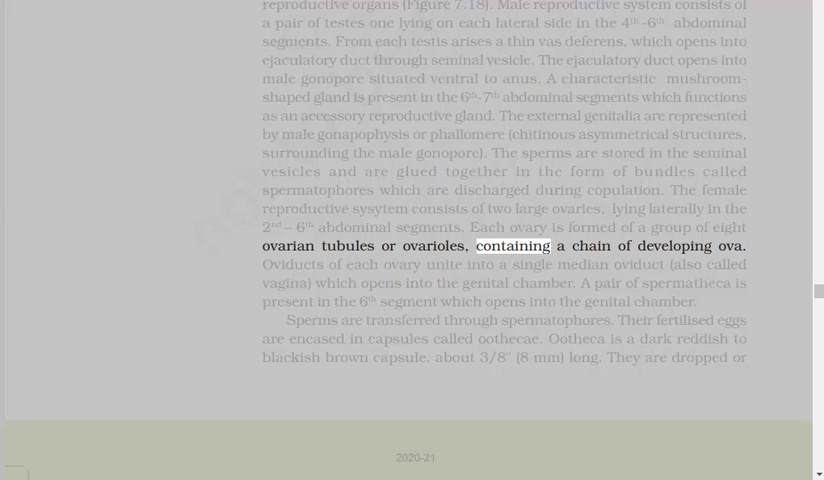 reproductive organs (Figure 7.18). Male reproductive system consists of
a pair of testes one lying on each lateral side in the 4th -6th abdominal
segments. From each testis arises a thin vas deferens, which opens into
ejaculatory duct through seminal vesicle. The ejaculatory duct opens into
male gonopore situated ventral to anus. A characteristic mushroom-
shaped gland is present in the 6th-7th abdominal segments which functions
as an accessory reproductive gland. The external genitalia are represented
by male gonapophysis or phallomere (chitinous asymmetrical structures,
surrounding the male gonopore). The sperms are stored in the seminal
vesicles and are glued together in the form of bundles called
spermatophores which are discharged during copulation. The female
reproductive sysytem consists of two large ovaries, lying laterally in the
2nd – 6th abdominal segments. Each ovary is formed of a group of eight
ovarian tubules or ovarioles, containing a chain of developing ova.
Oviducts of each ovary unite into a single median oviduct (also called
vagina) which opens into the genital chamber. A pair of spermatheca is
present in the 6th segment which opens into the genital chamber.
Sperms are transferred through spermatophores. Their fertilised eggs
are encased in capsules called oothecae. Ootheca is a dark reddish to
blackish brown capsule, about 3/8" (8 mm) long. They are dropped or
2020-21